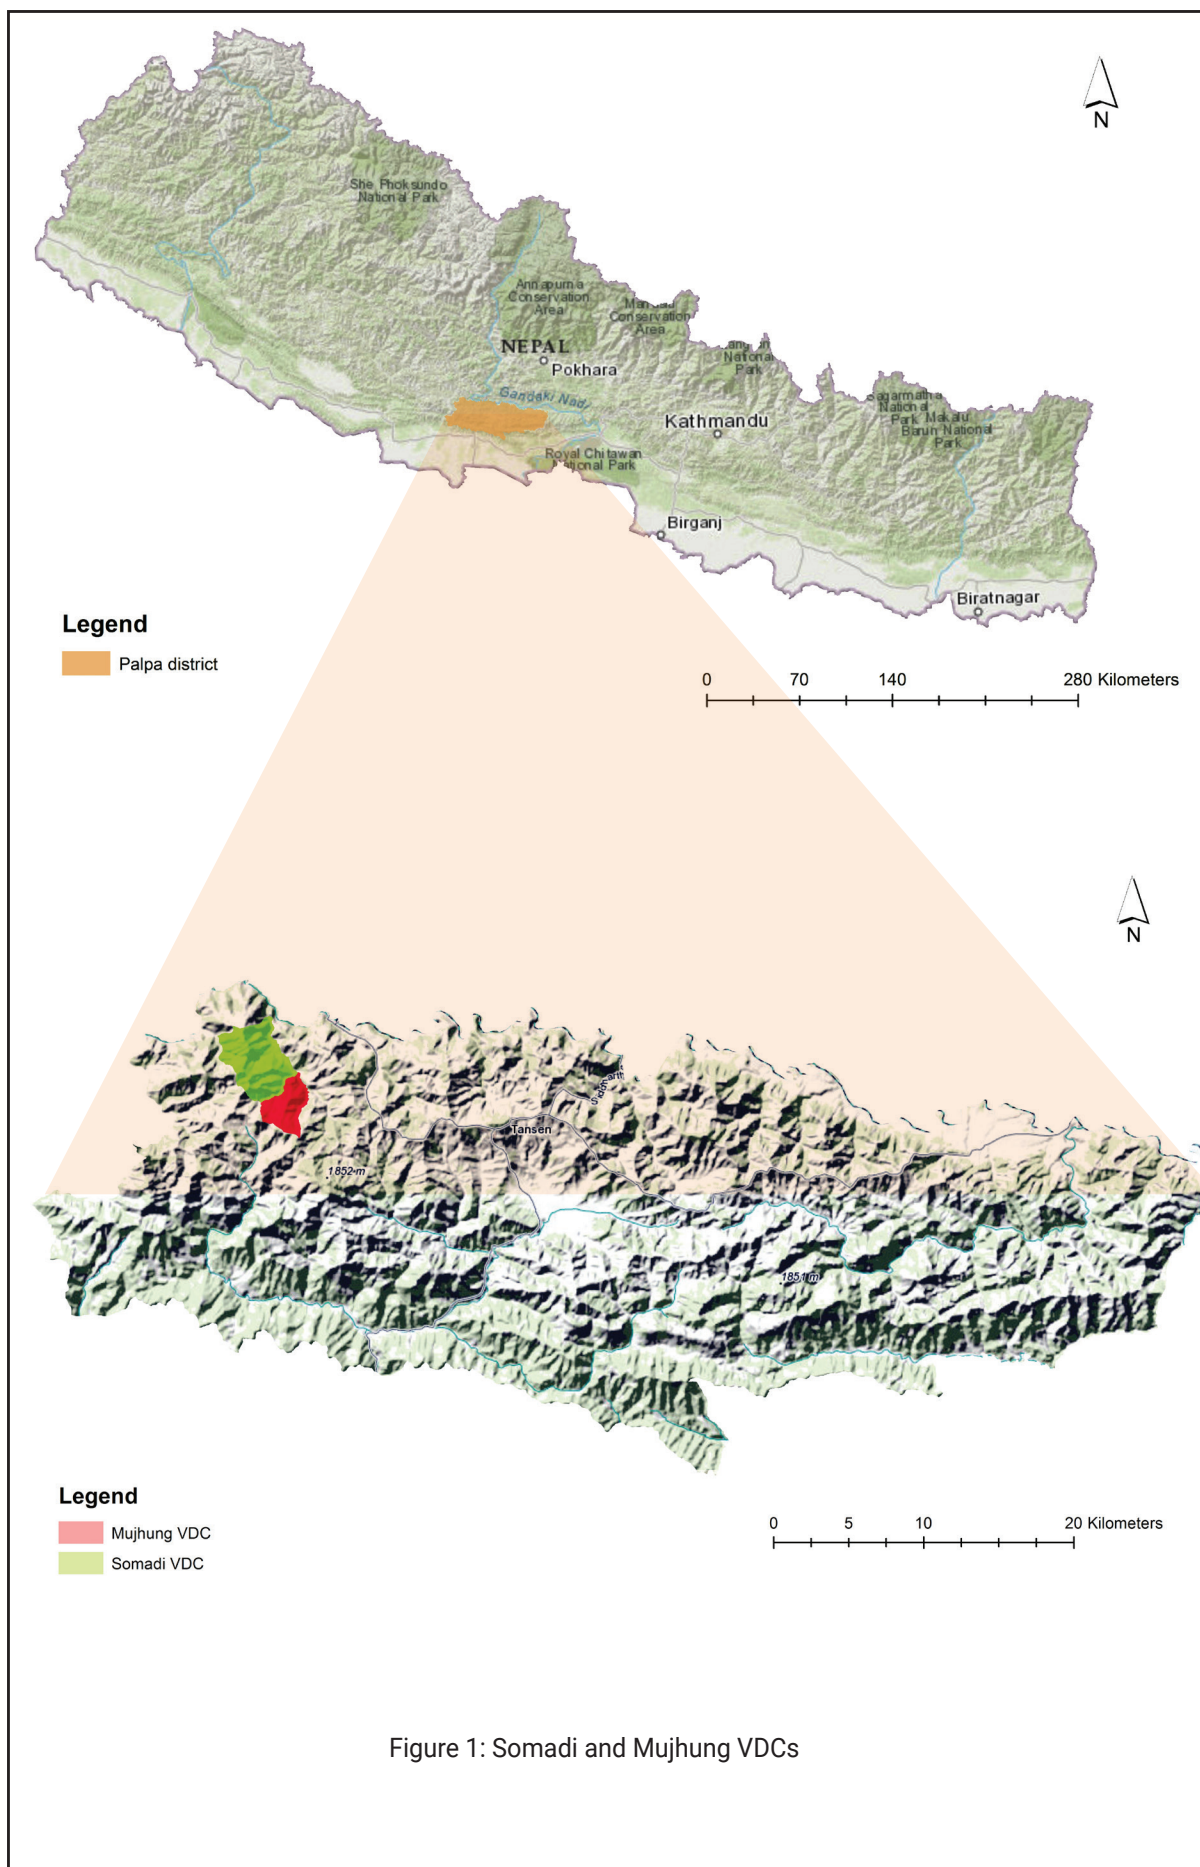 N
She Phoksundo
National Park
Annapurna
Conservation
Area
Conservation
Area
NEPAL
Pokhara
National
Park
Gandaki Nadi
Kathmandu
National
Park Makalu
Barun National
Park
Royal Chitawan
National Park
Birganj
Biratnagar
Legend
Palpa district
0 70 140 280 Kilometers
N
Tansen
1852 m
1851 m
Legend
Mujhung VDC
Somadi VDC
0 5 10 20 Kilometers
Figure 1: Somadi and Mujhung VDCs